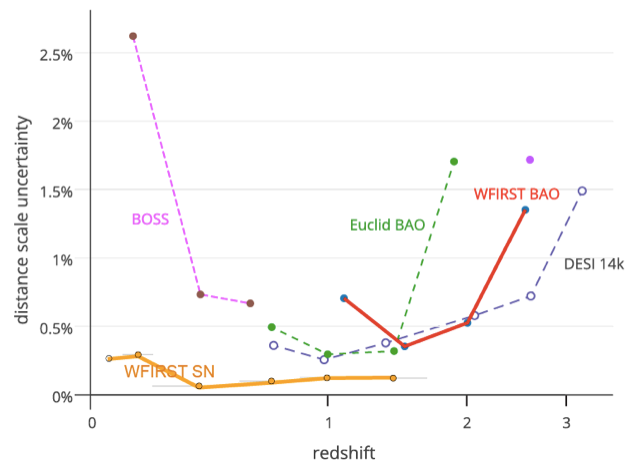 2.5%
2%
1.5%
1%
0.5%
0%
distance scale uncertainty
BOSS
Euclid BAO
WFIRST BAO
DESI 14k
WFIRST SN
0 1 2 3
redshift